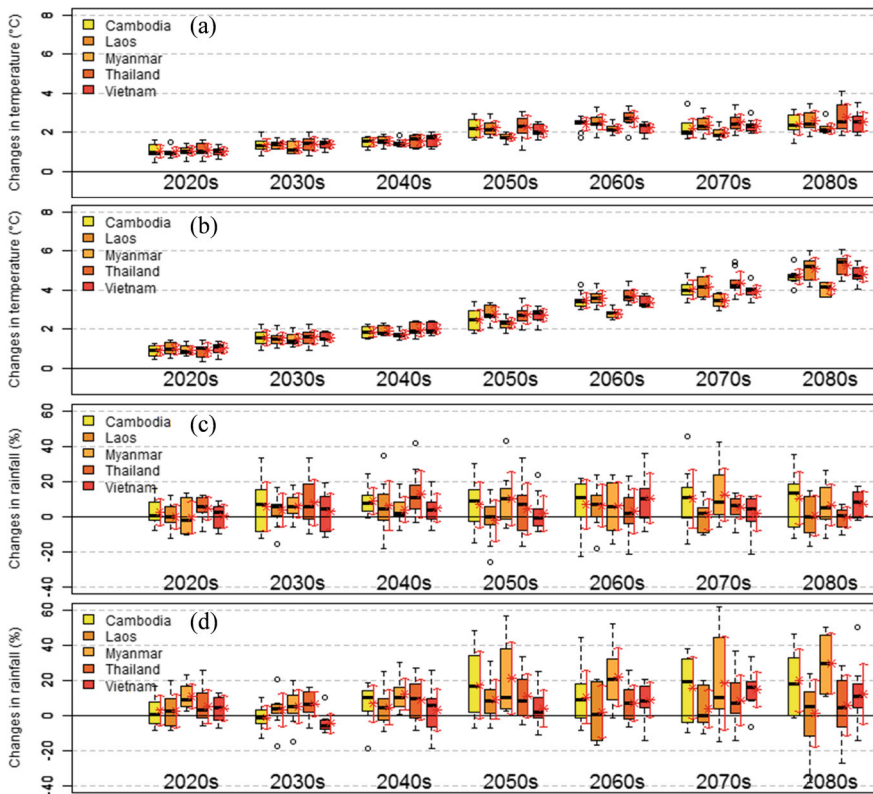 Changes in temperature (°C)
8
6
4
2
0
(a)
Cambodia
Laos
Myanmar
Thailand
Vietnam
2020s 2030s 2040s 2050s 2060s 2070s 2080s
Changes in temperature (°C)
8
6
4
2
0
(b)
Cambodia
Laos
Myanmar
Thailand
Vietnam
2020s 2030s 2040s 2050s 2060s 2070s 2080s
Changes in rainfall (%)
60
40
20
0
-20
-40
(c)
Cambodia
Laos
Myanmar
Thailand
Vietnam
2020s 2030s 2040s 2050s 2060s 2070s 2080s
Changes in rainfall (%)
60
40
20
0
-40
(d)
Cambodia
Laos
Myanmar
Thailand
Vietnam
2020s 2030s 2040s 2050s 2060s 2070s 2080s